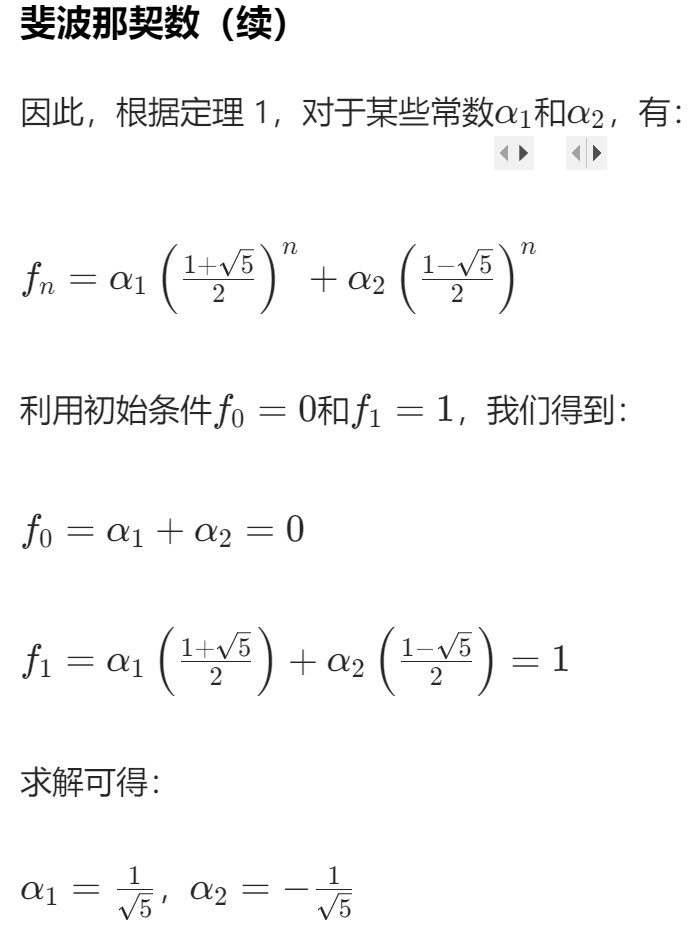 斐波那契数（续）
因此，根据定理 1，对于某些常数α₁和α₂，有：
fₙ = α₁ ((1+√5)/2)ⁿ + α₂ ((1−√5)/2)ⁿ
利用初始条件f₀ = 0和f₁ = 1，我们得到：
f₀ = α₁ + α₂ = 0
f₁ = α₁ ((1+√5)/2) + α₂ ((1−√5)/2) = 1
求解可得：
α₁ = 1/√5，α₂ = −1/√5